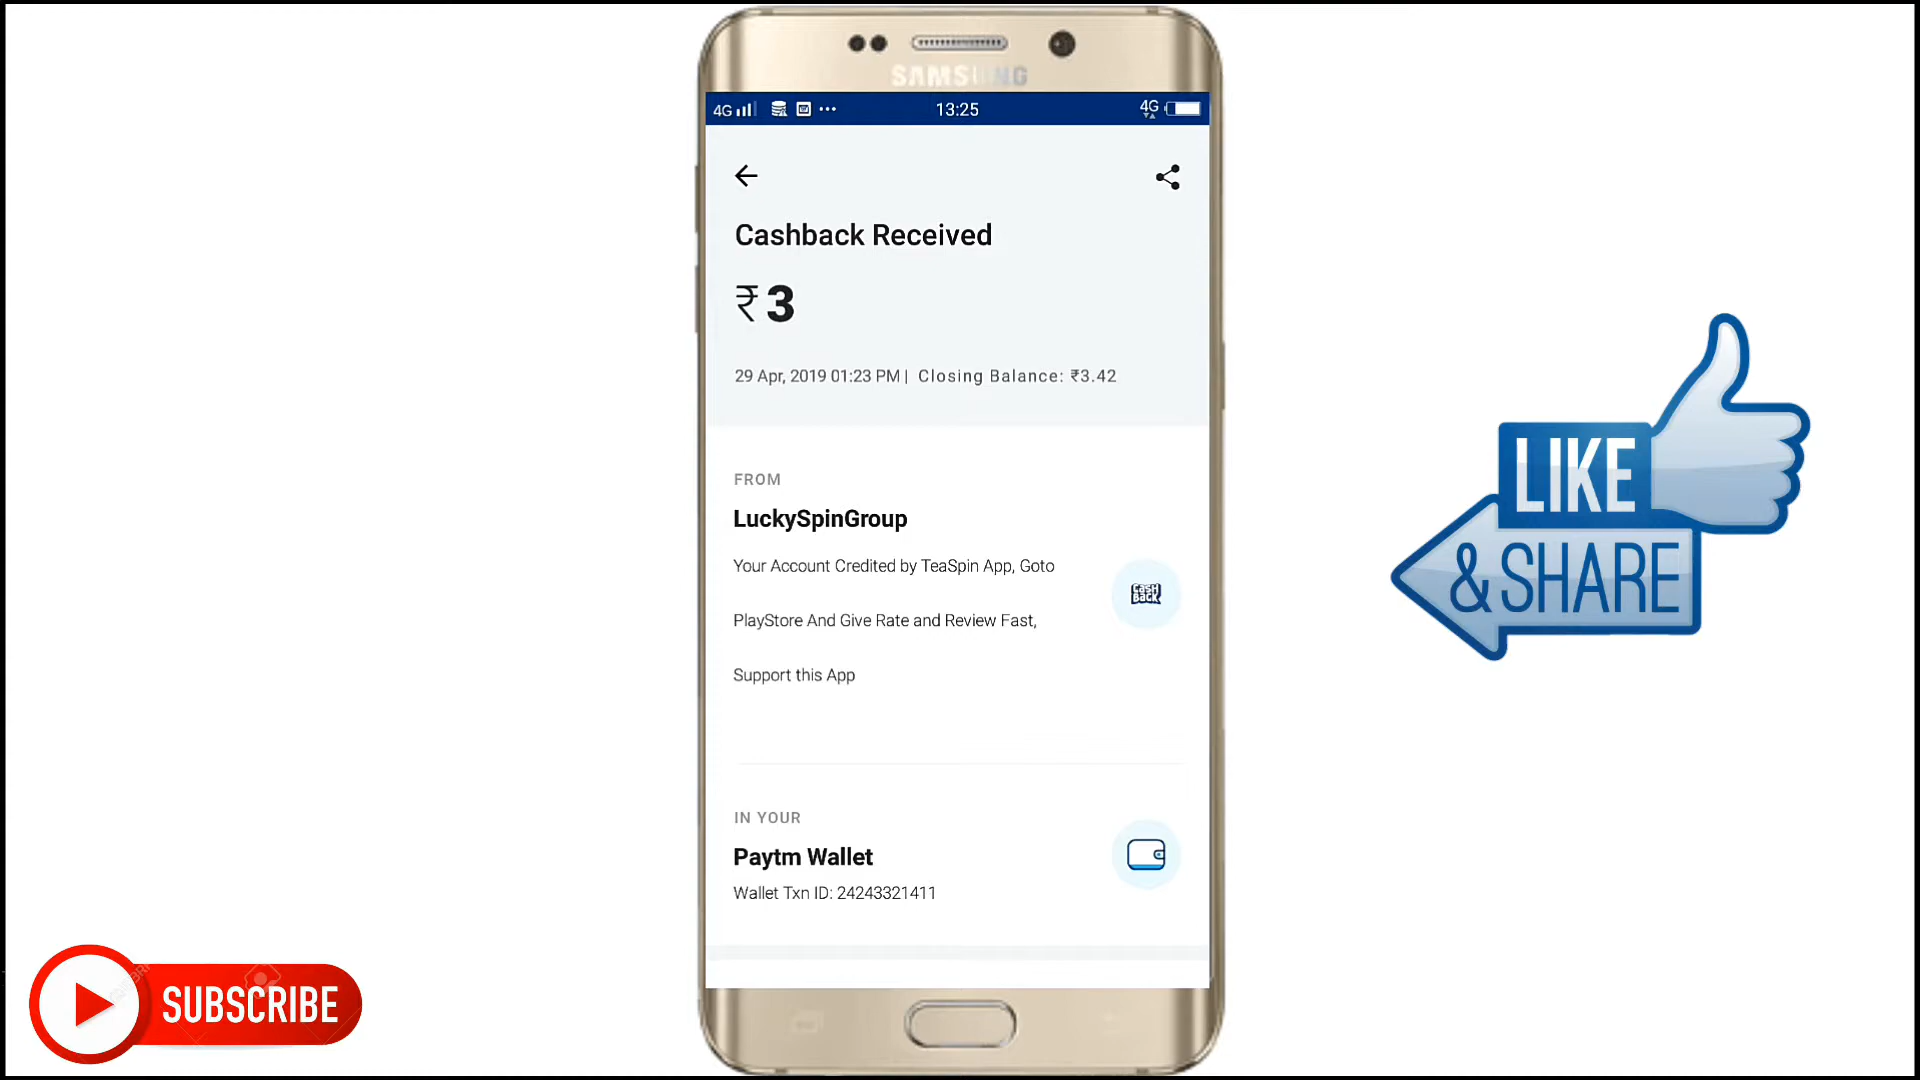 SAMSUNG
4G 13:25 4G
Cashback Received
₹3
29 Apr, 2019 01:23 PM | Closing Balance: ₹3.42
FROM
LuckySpinGroup
Your Account Credited by TeaSpin App, Goto
PlayStore And Give Rate and Review Fast,
Support this App
CASH
BACK
IN YOUR
Paytm Wallet
Wallet Txn ID: 24243321411
LIKE
& SHARE
SUBSCRIBE